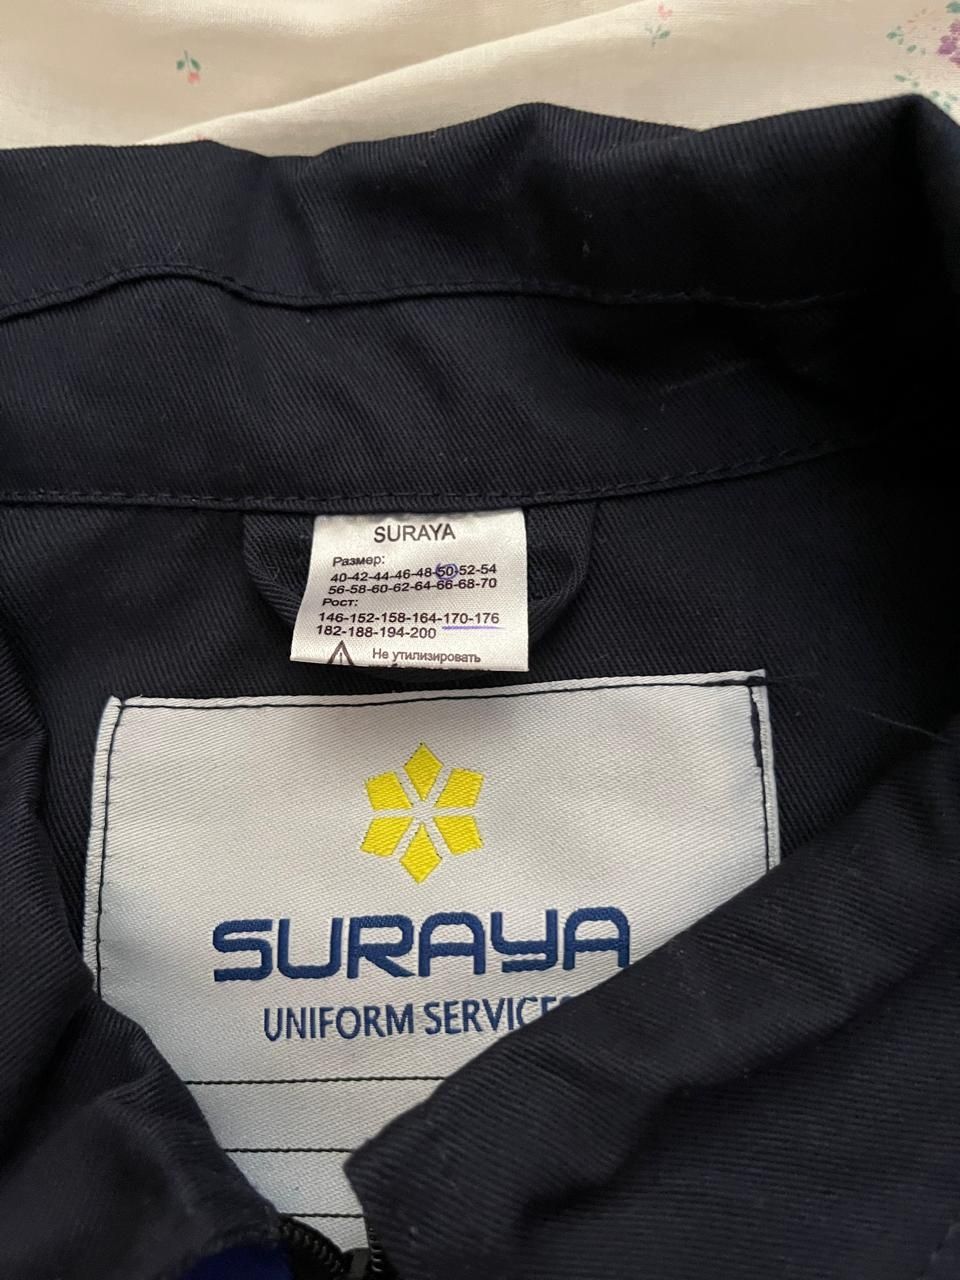 SURAYA
Размер:
40-42-44-46-48-50-52-54
56-58-60-62-64-66-68-70
Рост:
146-152-158-164-170-176
182-188-194-200
Не утилизировать
SURAYA
UNIFORM